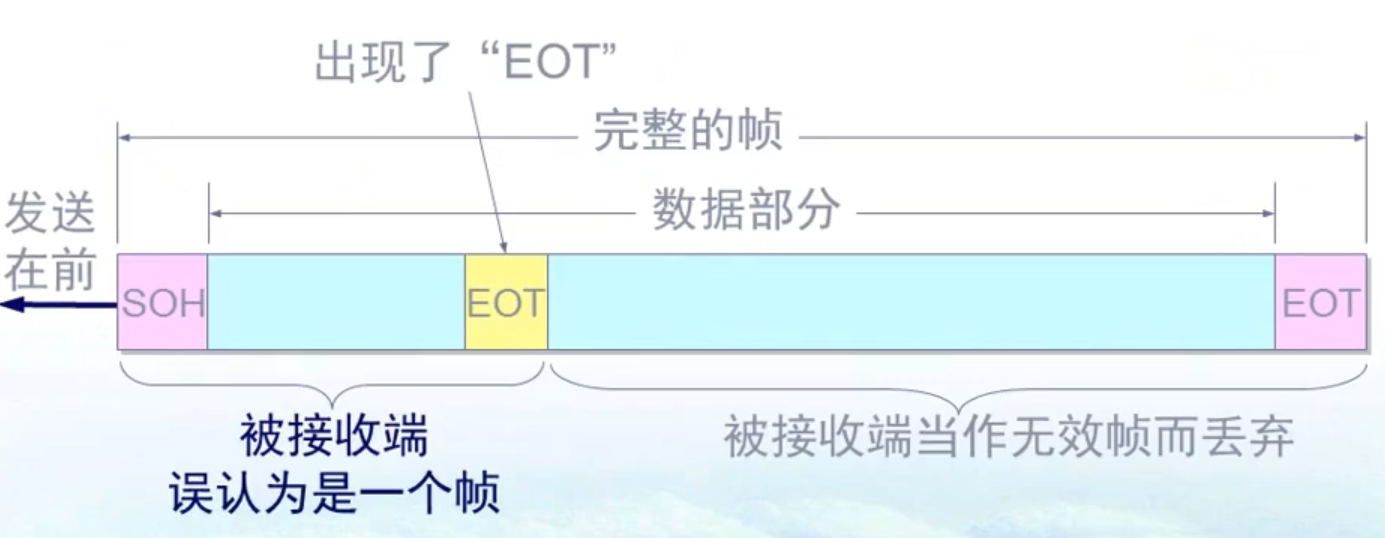 出现了“EOT”
完整的帧
数据部分
发送
在前
SOH
EOT
EOT
被接收端
误认为是一个帧
被接收端当作无效帧而丢弃